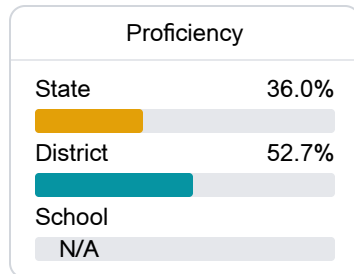 Proficiency
State 36.0%
District 52.7%
School
N/A